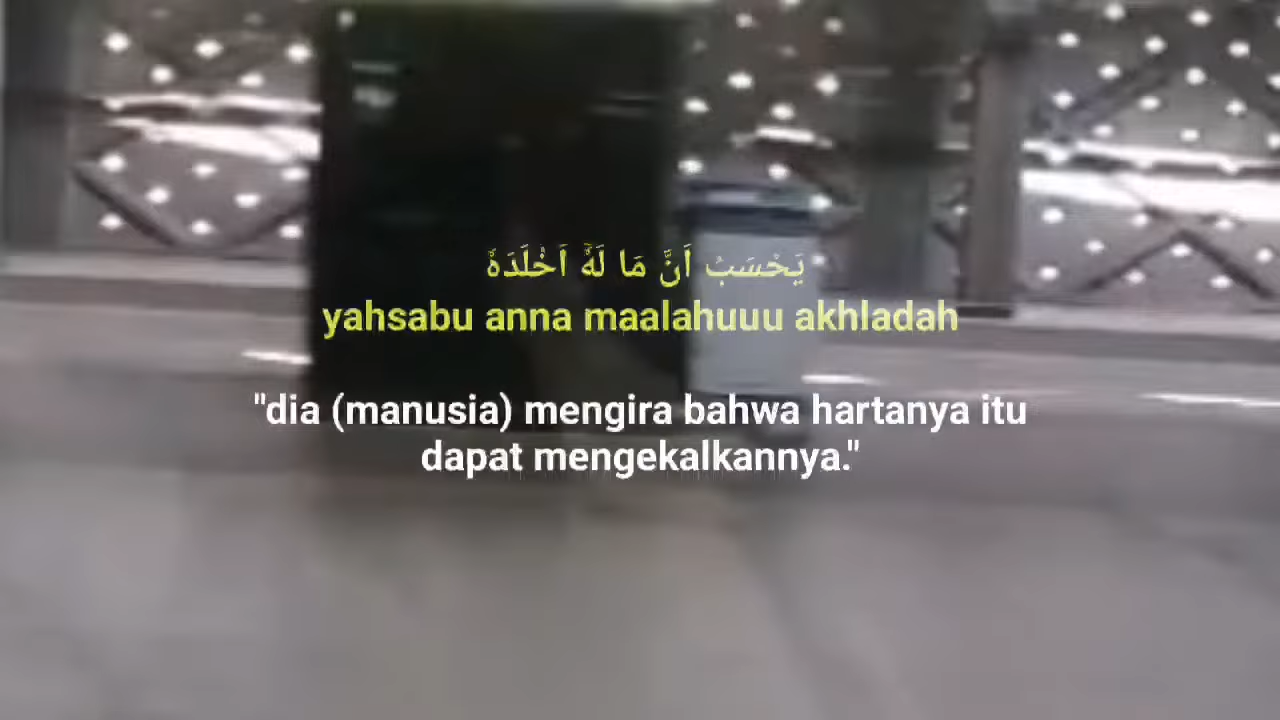 يَحْسَبُ اَنَّ مَا لَهٗٓ اَخْلَدَهٗ
yahsabu anna maalahuuu akhladah
"dia (manusia) mengira bahwa hartanya itu
dapat mengekalkannya."